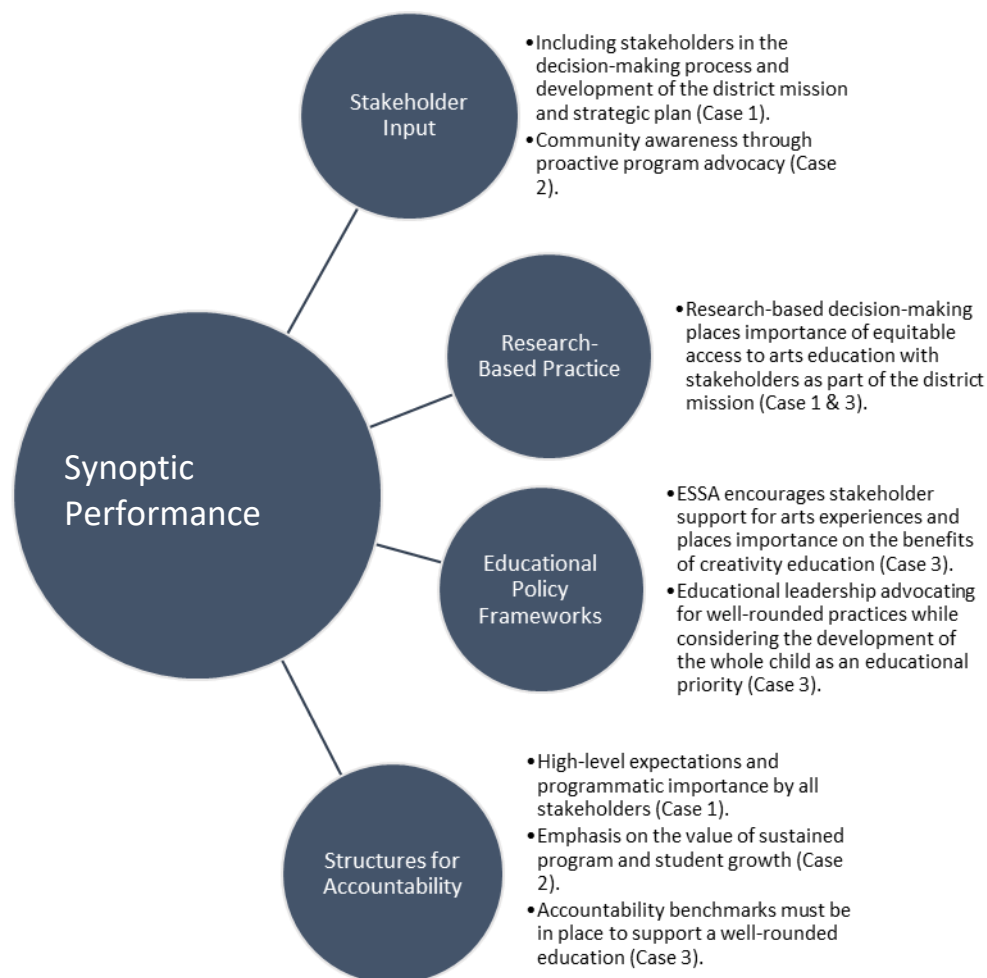 Stakeholder
Input
•Including stakeholders in the
decision-making process and
development of the district mission
and strategic plan (Case 1).
•Community awareness through
proactive program advocacy (Case
2).
Research-
Based Practice
•Research-based decision-making
places importance of equitable
access to arts education with
stakeholders as part of the district
mission (Case 1 & 3).
Synoptic
Performance
Educational
Policy
Frameworks
•ESSA encourages stakeholder
support for arts experiences and
places importance on the benefits
of creativity education (Case 3).
•Educational leadership advocating
for well-rounded practices while
considering the development of
the whole child as an educational
priority (Case 3).
Structures for
Accountability
•High-level expectations and
programmatic importance by all
stakeholders (Case 1).
•Emphasis on the value of sustained
program and student growth (Case
2).
•Accountability benchmarks must be
in place to support a well-rounded
education (Case 3).